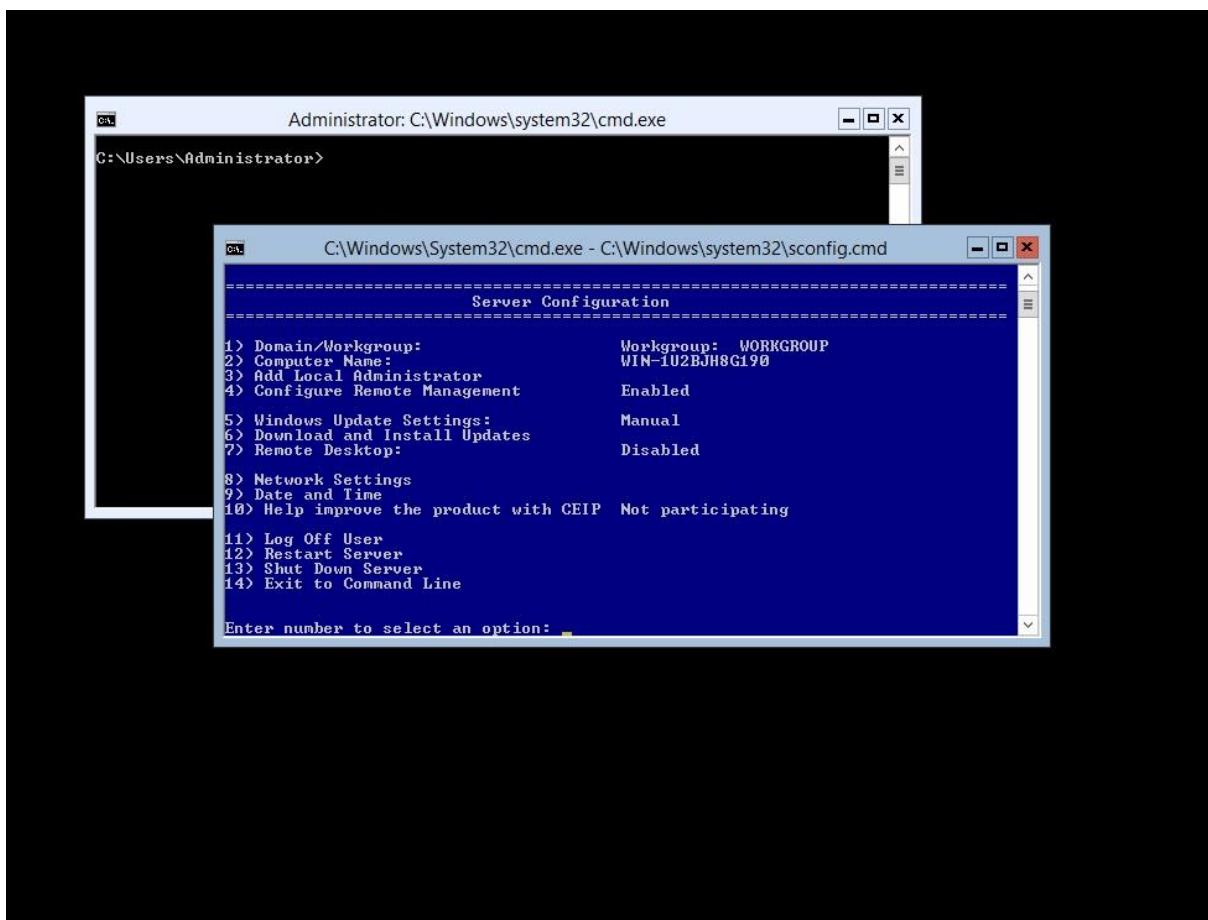 Administrator: C:\Windows\system32\cmd.exe
C:\Users\Administrator>
C:\Windows\System32\cmd.exe - C:\Windows\system32\sconfig.cmd
===============================================================================
Server Configuration
===============================================================================
1) Domain/Workgroup: Workgroup: WORKGROUP
2) Computer Name: WIN-1U2BJH8G190
3) Add Local Administrator
4) Configure Remote Management Enabled
5) Windows Update Settings: Manual
6) Download and Install Updates
7) Remote Desktop: Disabled
8) Network Settings
9) Date and Time
10) Help improve the product with CEIP Not participating
11) Log Off User
12) Restart Server
13) Shut Down Server
14) Exit to Command Line
Enter number to select an option: _